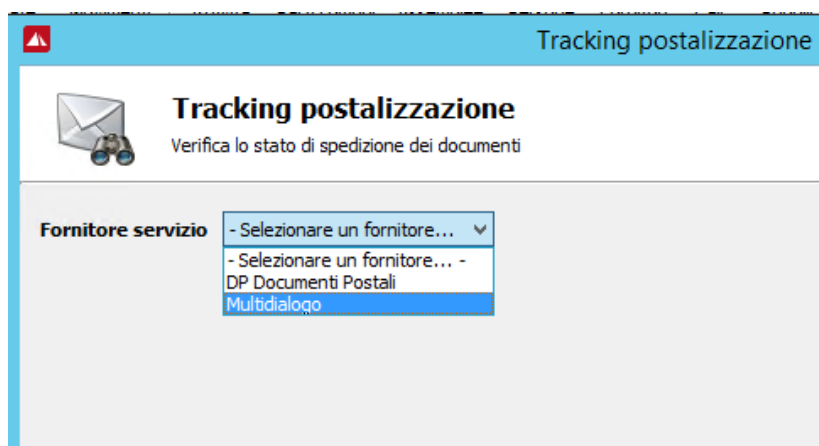 Tracking postalizzazione
Tracking postalizzazione
Verifica lo stato di spedizione dei documenti
Fornitore servizio
- Selezionare un fornitore...
- Selezionare un fornitore... -
DP Documenti Postali
Multidialogo